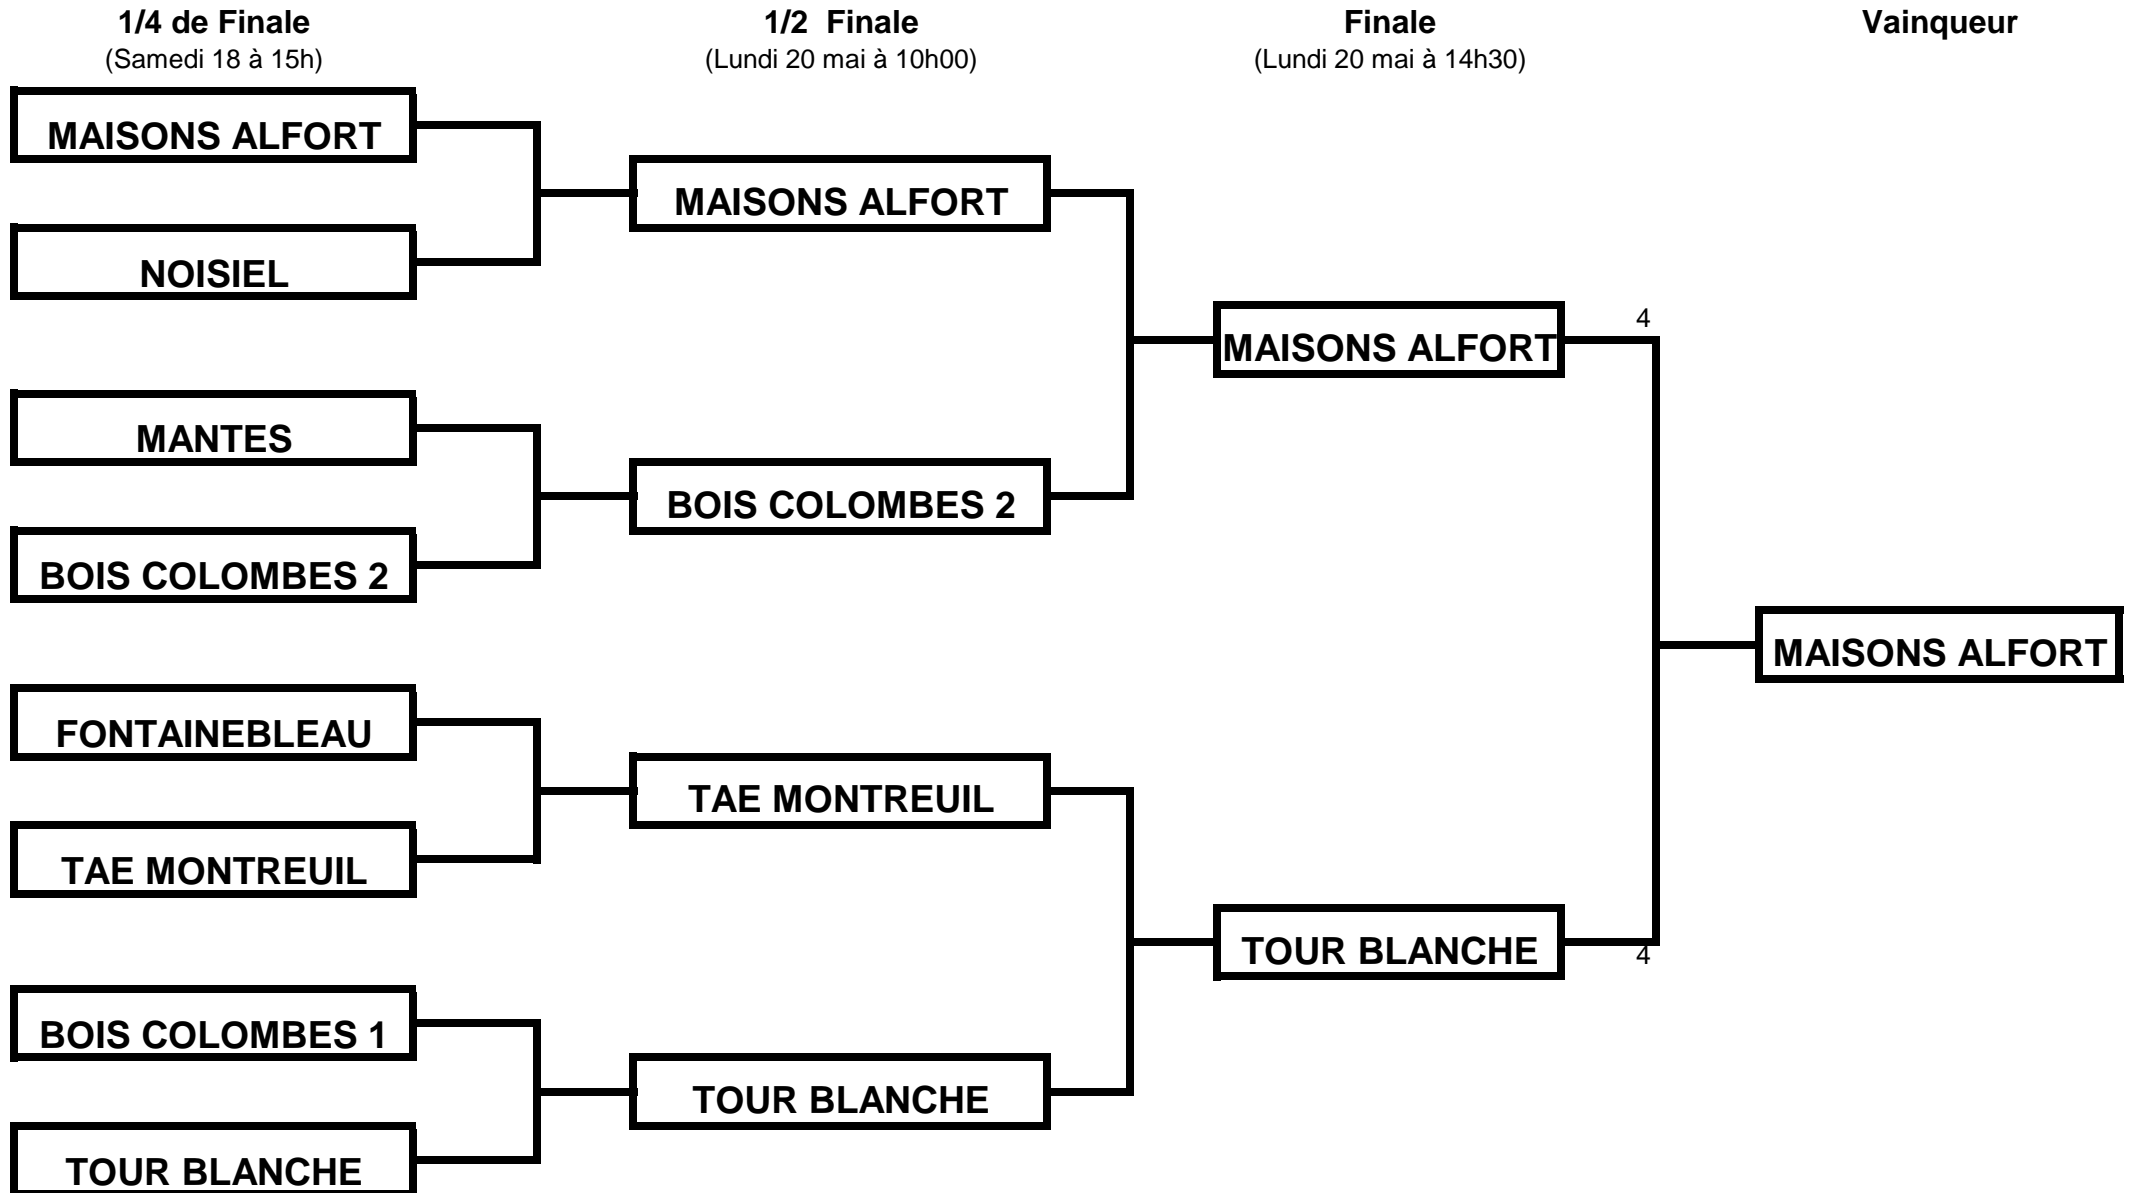 1/4 de Finale
(Samedi 18 à 15h)
1/2 Finale
(Lundi 20 mai à 10h00)
Finale
(Lundi 20 mai à 14h30)
Vainqueur
MAISONS ALFORT
NOISIEL
MANTES
BOIS COLOMBES 2
FONTAINEBLEAU
TAE MONTREUIL
BOIS COLOMBES 1
TOUR BLANCHE
MAISONS ALFORT
BOIS COLOMBES 2
TAE MONTREUIL
TOUR BLANCHE
MAISONS ALFORT
4
TOUR BLANCHE
4
MAISONS ALFORT